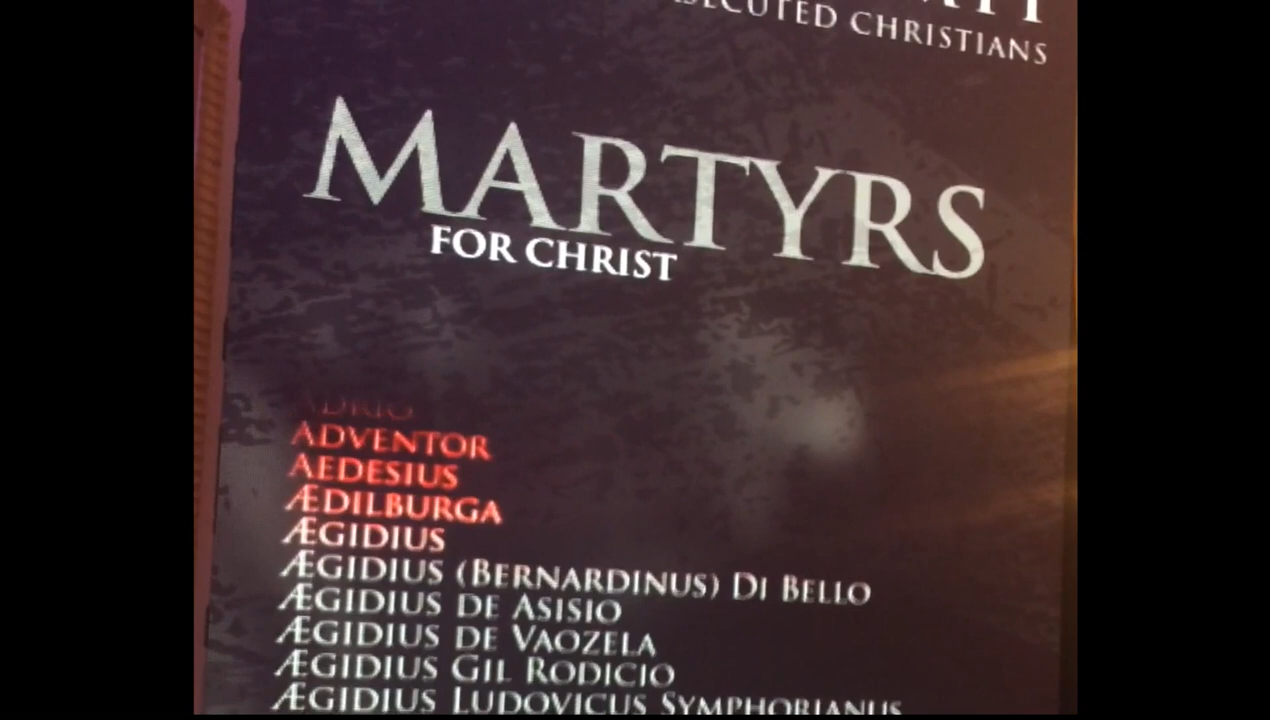 CHRISTIANS
MARTYRS
FOR CHRIST
ADVENTOR
AEDESIUS
ÆDILBURGA
ÆGIDIUS
ÆGIDIUS (BERNARDINUS) DI BELLO
ÆGIDIUS DE ASISIO
ÆGIDIUS DE VAOZELA
ÆGIDIUS GIL RODICIO
ÆGIDIUS LUDOVICUS SYMPHORIANUS